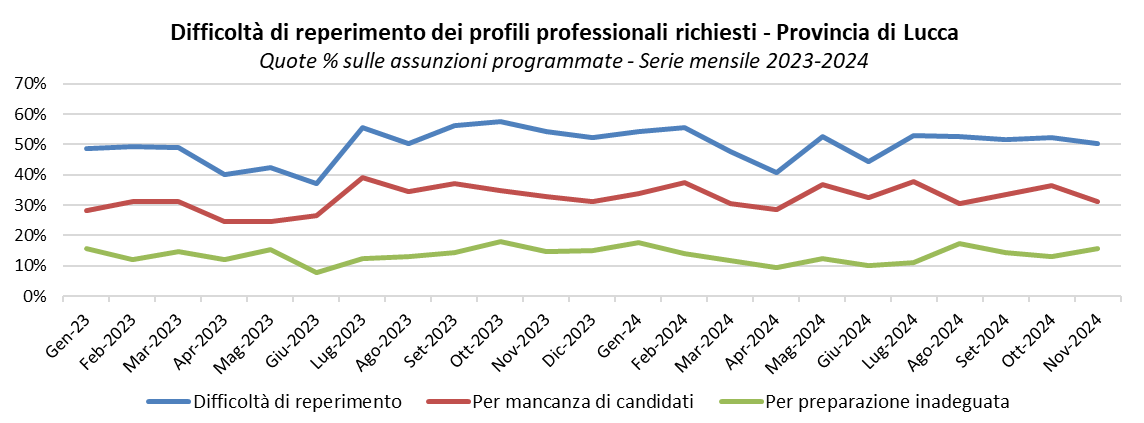 Difficoltà di reperimento dei profili professionali richiesti - Provincia di Lucca
Quote % sulle assunzioni programmate - Serie mensile 2023-2024
70%
60%
50%
40%
30%
20%
10%
0%
Gen-23
Feb-2023
Mar-2023
Apr-2023
Mag-2023
Giu-2023
Lug-2023
Ago-2023
Set-2023
Ott-2023
Nov-2023
Dic-2023
Gen-24
Feb-2024
Mar-2024
Apr-2024
Mag-2024
Giu-2024
Lug-2024
Ago-2024
Set-2024
Ott-2024
Nov-2024
Difficoltà di reperimento
Per mancanza di candidati
Per preparazione inadeguata